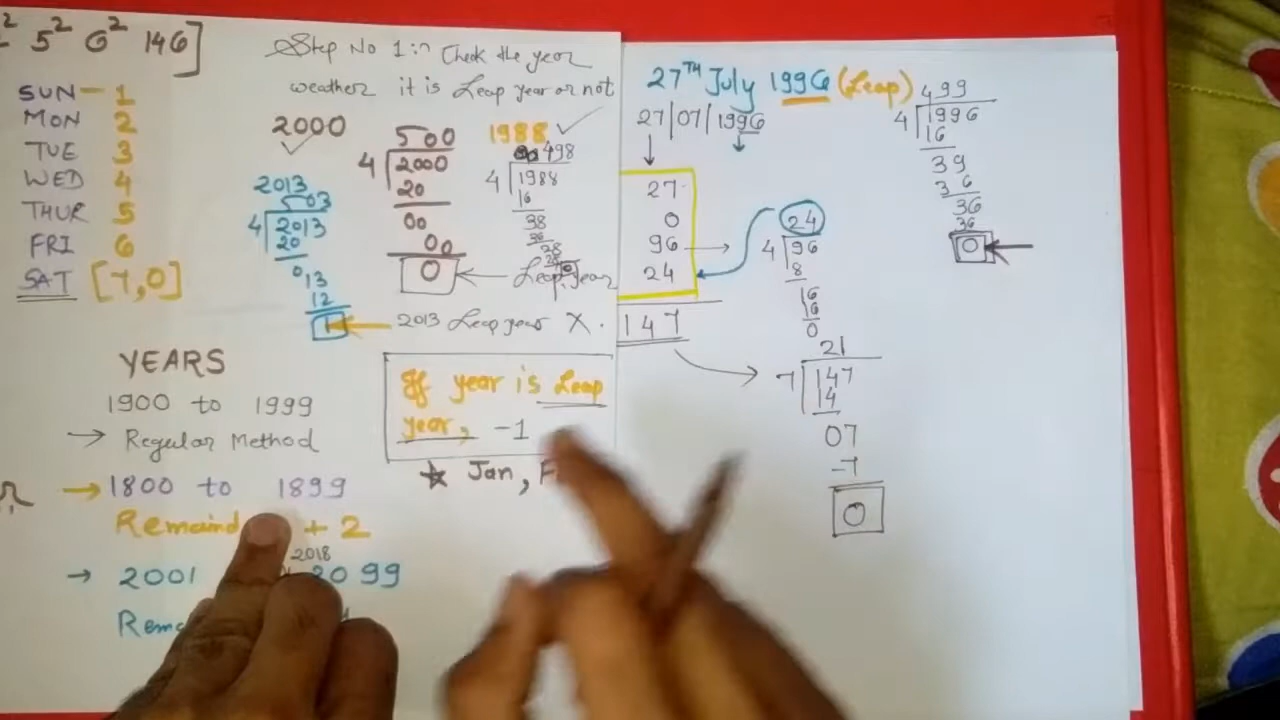 5² 6² 146]
SUN - 1
MON 2
TUE 3
WED 4
THUR 5
FRI 6
SAT [7,0]
YEARS
1900 to 1999
→ Regular Method
→ 1800 to 1899
Remaind + 2
2018
→ 2001 2099
Step No 1:- Check the year
weather it is Leap year or not
2000
500
4 2000
20
00
00
0
Leap year
1988
498
4 1988
16
38
36
28
28
0
2013
503
4 2013
20
013
12
1
2013 Leap year X.
If year is Leap
year, -1
Jan, F
27TH July 1996 (Leap)
27/07/1996
27
0
96
24
147
24
4 96
8
16
16
0
21
7 147
14
07
-7
0
499
4 1996
16
39
36
36
36
0